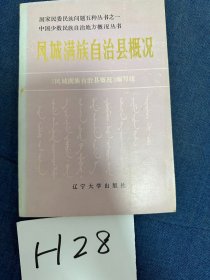 国家民委民族问题五种丛书之一
中国少数民族自治地方概况丛书
凤城满族自治县概况
《凤城满族自治县概况》编写组
辽宁大学出版社
H28